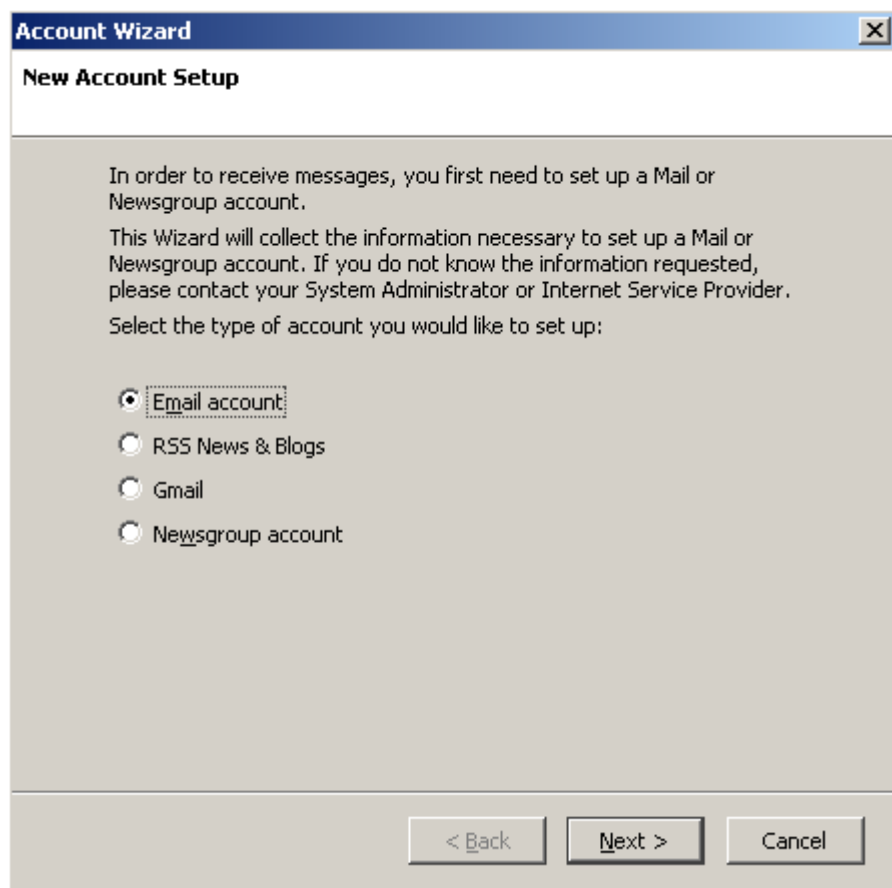 Account Wizard
New Account Setup
In order to receive messages, you first need to set up a Mail or
Newsgroup account.
This Wizard will collect the information necessary to set up a Mail or
Newsgroup account. If you do not know the information requested,
please contact your System Administrator or Internet Service Provider.
Select the type of account you would like to set up:
Email account
RSS News & Blogs
Gmail
Newsgroup account
< Back
Next >
Cancel